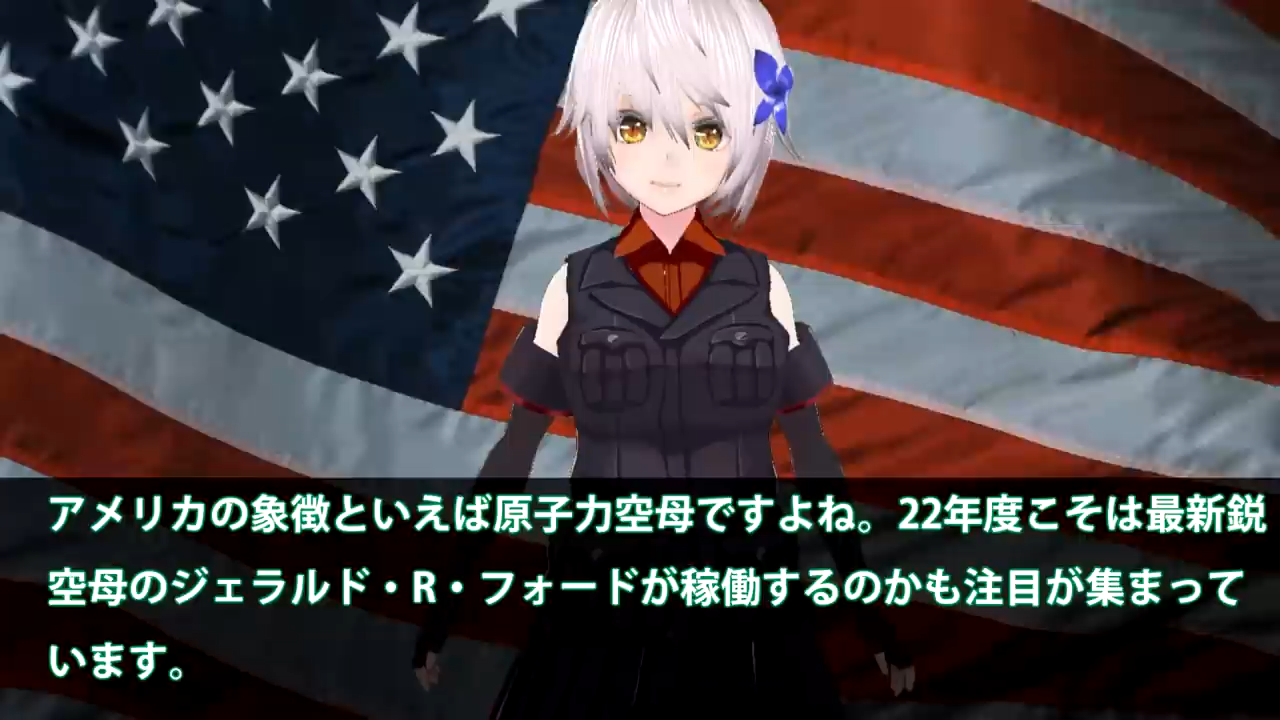 アメリカの象徴といえば原子力空母ですよね。22年度こそは最新鋭
空母のジェラルド・R・フォードが稼働するのかも注目が集まって
います。